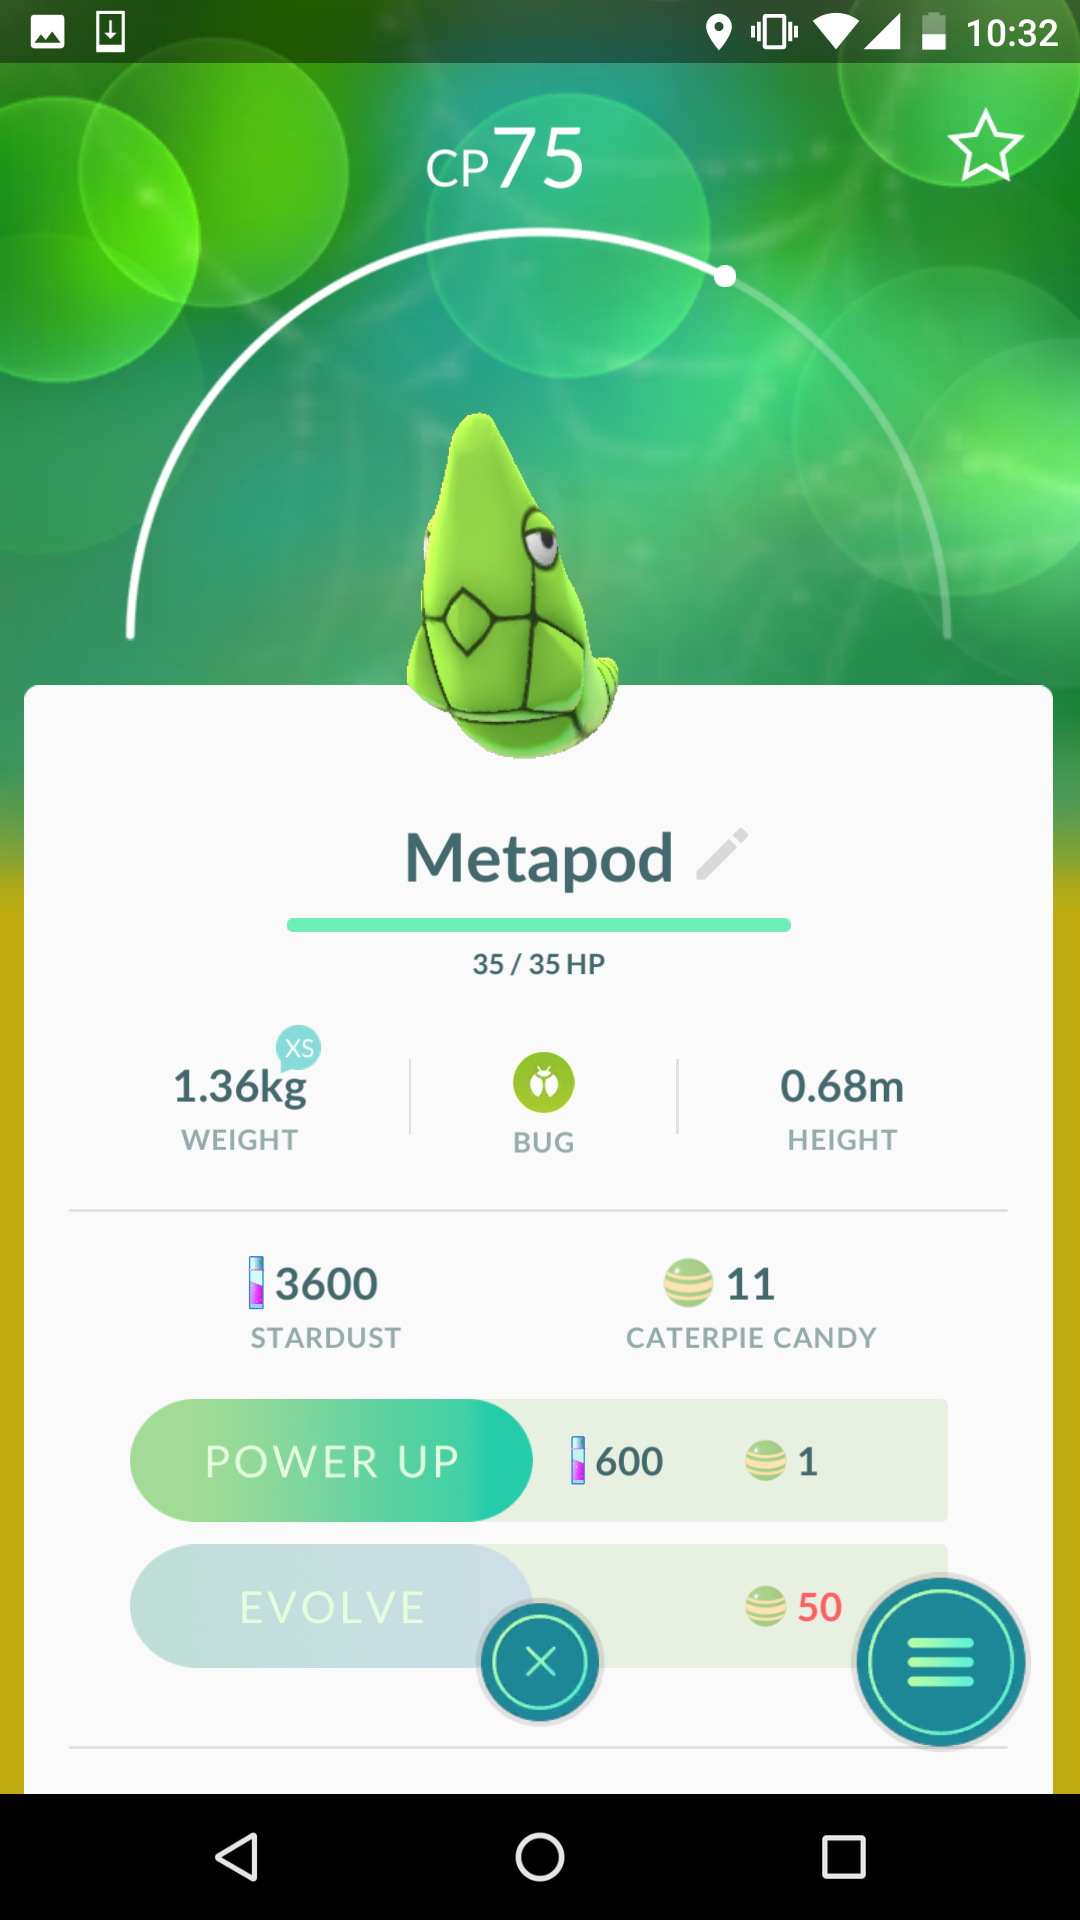 10:32
CP75
Metapod
35 / 35 HP
XS
1.36kg
WEIGHT
BUG
0.68m
HEIGHT
3600
STARDUST
11
CATERPIE CANDY
POWER UP 600 1
EVOLVE 50